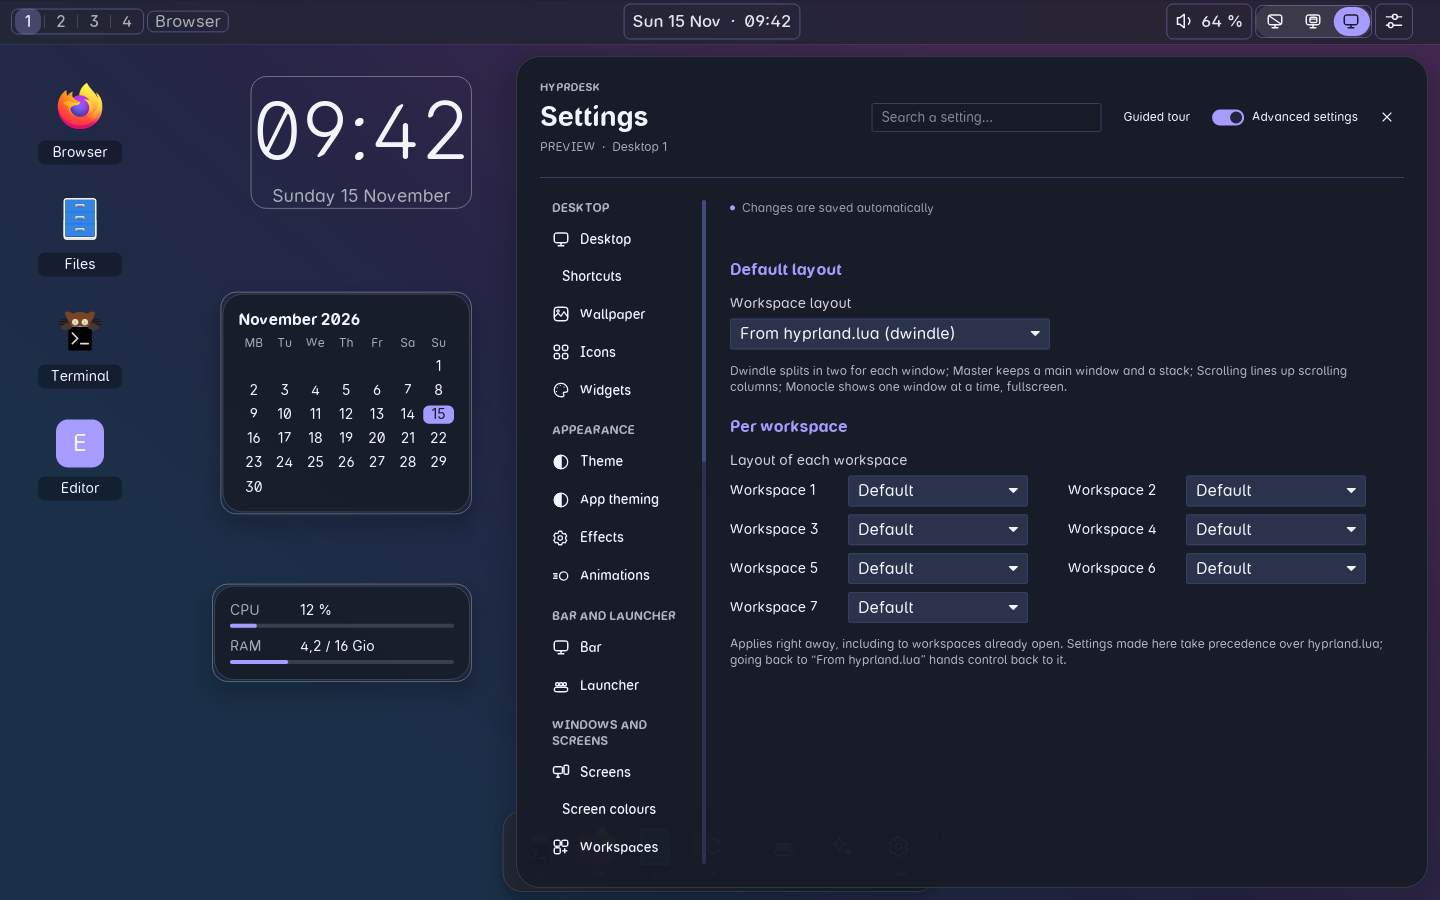 1 2 3 4 Browser
Sun 15 Nov · 09:42
64 %
Browser
Files
Terminal
E
Editor
09:42
Sunday 15 November
November 2026
MB Tu We Th Fr Sa Su
1
2 3 4 5 6 7 8
9 10 11 12 13 14 15
16 17 18 19 20 21 22
23 24 25 26 27 28 29
30
CPU 12 %
RAM 4,2 / 16 Gio
HYPRDESK
Settings
PREVIEW · Desktop 1
Search a setting...
Guided tour
Advanced settings
DESKTOP
Desktop
Shortcuts
Wallpaper
Icons
Widgets
APPEARANCE
Theme
App theming
Effects
Animations
BAR AND LAUNCHER
Bar
Launcher
WINDOWS AND
SCREENS
Screens
Screen colours
Workspaces
Changes are saved automatically
Default layout
Workspace layout
From hyprland.lua (dwindle)
Dwindle splits in two for each window; Master keeps a main window and a stack; Scrolling lines up scrolling
columns; Monocle shows one window at a time, fullscreen.
Per workspace
Layout of each workspace
Workspace 1 Default Workspace 2 Default
Workspace 3 Default Workspace 4 Default
Workspace 5 Default Workspace 6 Default
Workspace 7 Default
Applies right away, including to workspaces already open. Settings made here take precedence over hyprland.lua;
going back to “From hyprland.lua” hands control back to it.